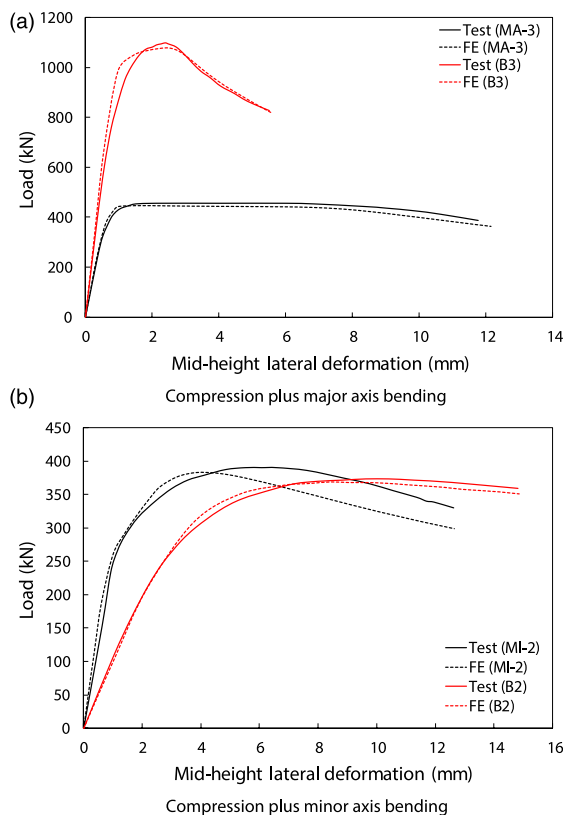 (a)
1200
1000
800
600
400
200
0
Load (kN)
Test (MA-3)
FE (MA-3)
Test (B3)
FE (B3)
0 2 4 6 8 10 12 14
Mid-height lateral deformation (mm)
Compression plus major axis bending
(b)
450
400
350
300
250
200
150
100
50
0
Load (kN)
Test (MI-2)
FE (MI-2)
Test (B2)
FE (B2)
0 2 4 6 8 10 12 14 16
Mid-height lateral deformation (mm)
Compression plus minor axis bending